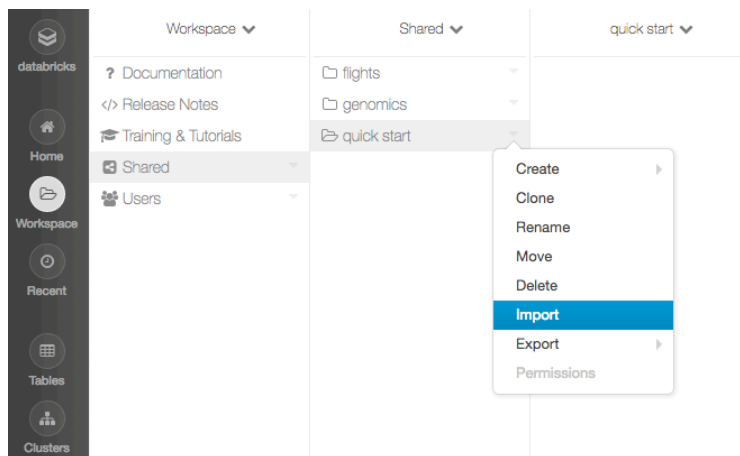 databricks
Home
Workspace
Recent
Tables
Clusters
Workspace
? Documentation
</> Release Notes
Training & Tutorials
Shared
Users
Shared
flights
genomics
quick start
quick start
Create
Clone
Rename
Move
Delete
Import
Export
Permissions